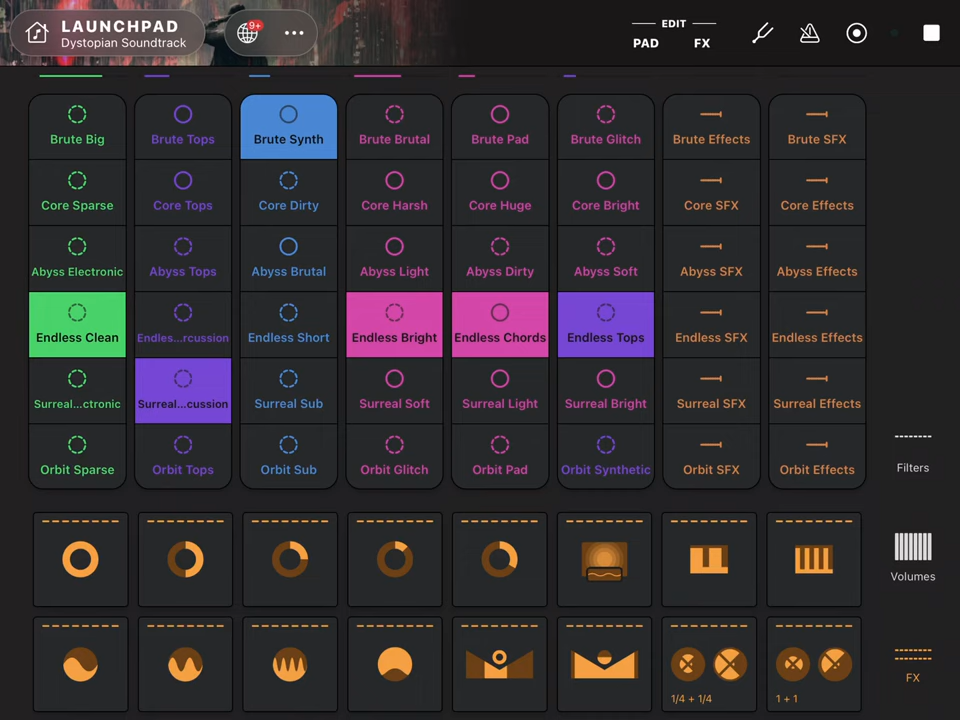 LAUNCHPAD
Dystopian Soundtrack
9+
EDIT
PAD FX
Brute Big Brute Tops Brute Synth Brute Brutal Brute Pad Brute Glitch Brute Effects Brute SFX
Core Sparse Core Tops Core Dirty Core Harsh Core Huge Core Bright Core SFX Core Effects
Abyss Electronic Abyss Tops Abyss Brutal Abyss Light Abyss Dirty Abyss Soft Abyss SFX Abyss Effects
Endless Clean Endles...rcussion Endless Short Endless Bright Endless Chords Endless Tops Endless SFX Endless Effects
Surreal...ctronic Surreal...cussion Surreal Sub Surreal Soft Surreal Light Surreal Bright Surreal SFX Surreal Effects
Orbit Sparse Orbit Tops Orbit Sub Orbit Glitch Orbit Pad Orbit Synthetic Orbit SFX Orbit Effects
Filters
Volumes
FX
1/4 + 1/4 1 + 1